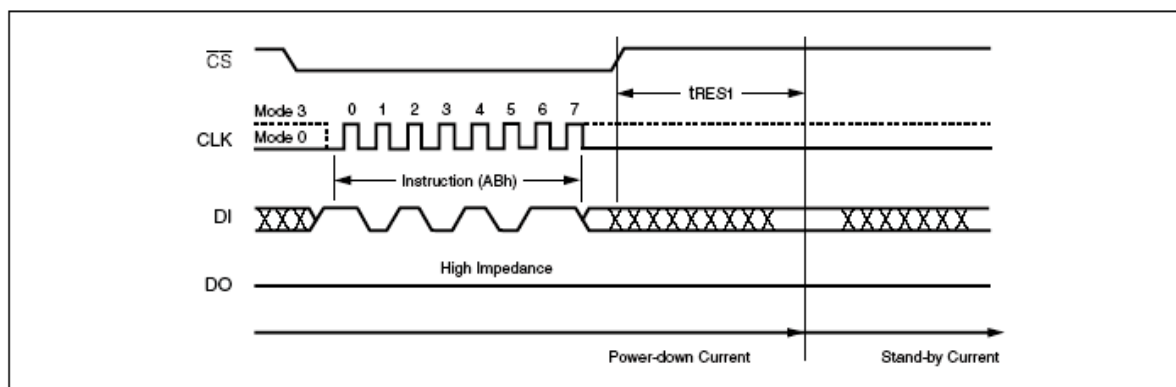 CS
tRES1
Mode 3
0 1 2 3 4 5 6 7
CLK
Mode 0
Instruction (ABh)
DI
High Impedance
DO
Power-down Current
Stand-by Current